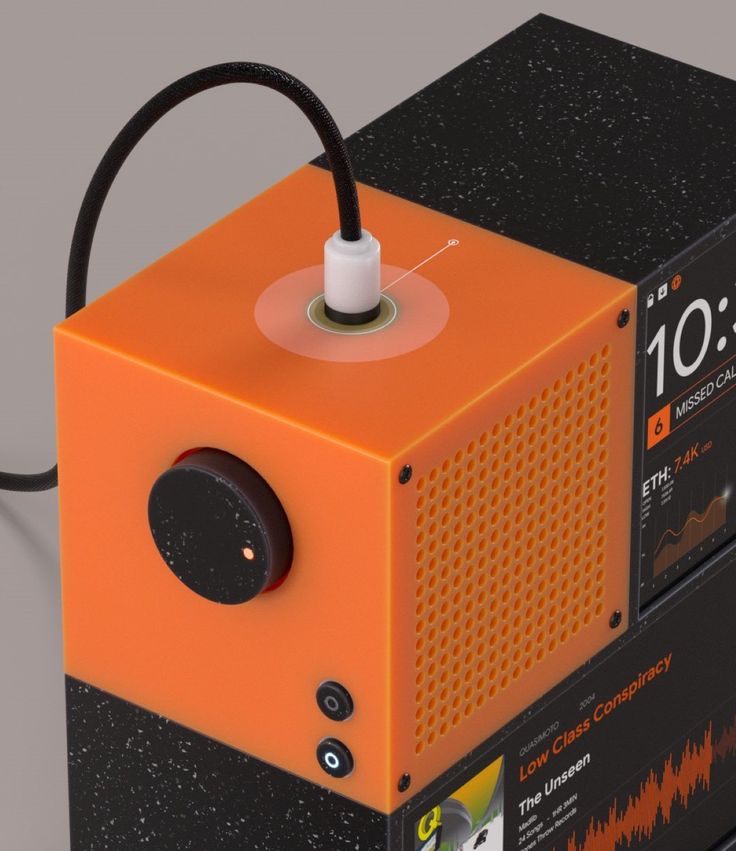 10:
6 MISSED CAL
ETH: 7.4K USD
QUASIMOTO 2004
Low Class Conspiracy
The Unseen
Madlib
24 Songs - 1HR 3MIN
Stones Throw Records
Q